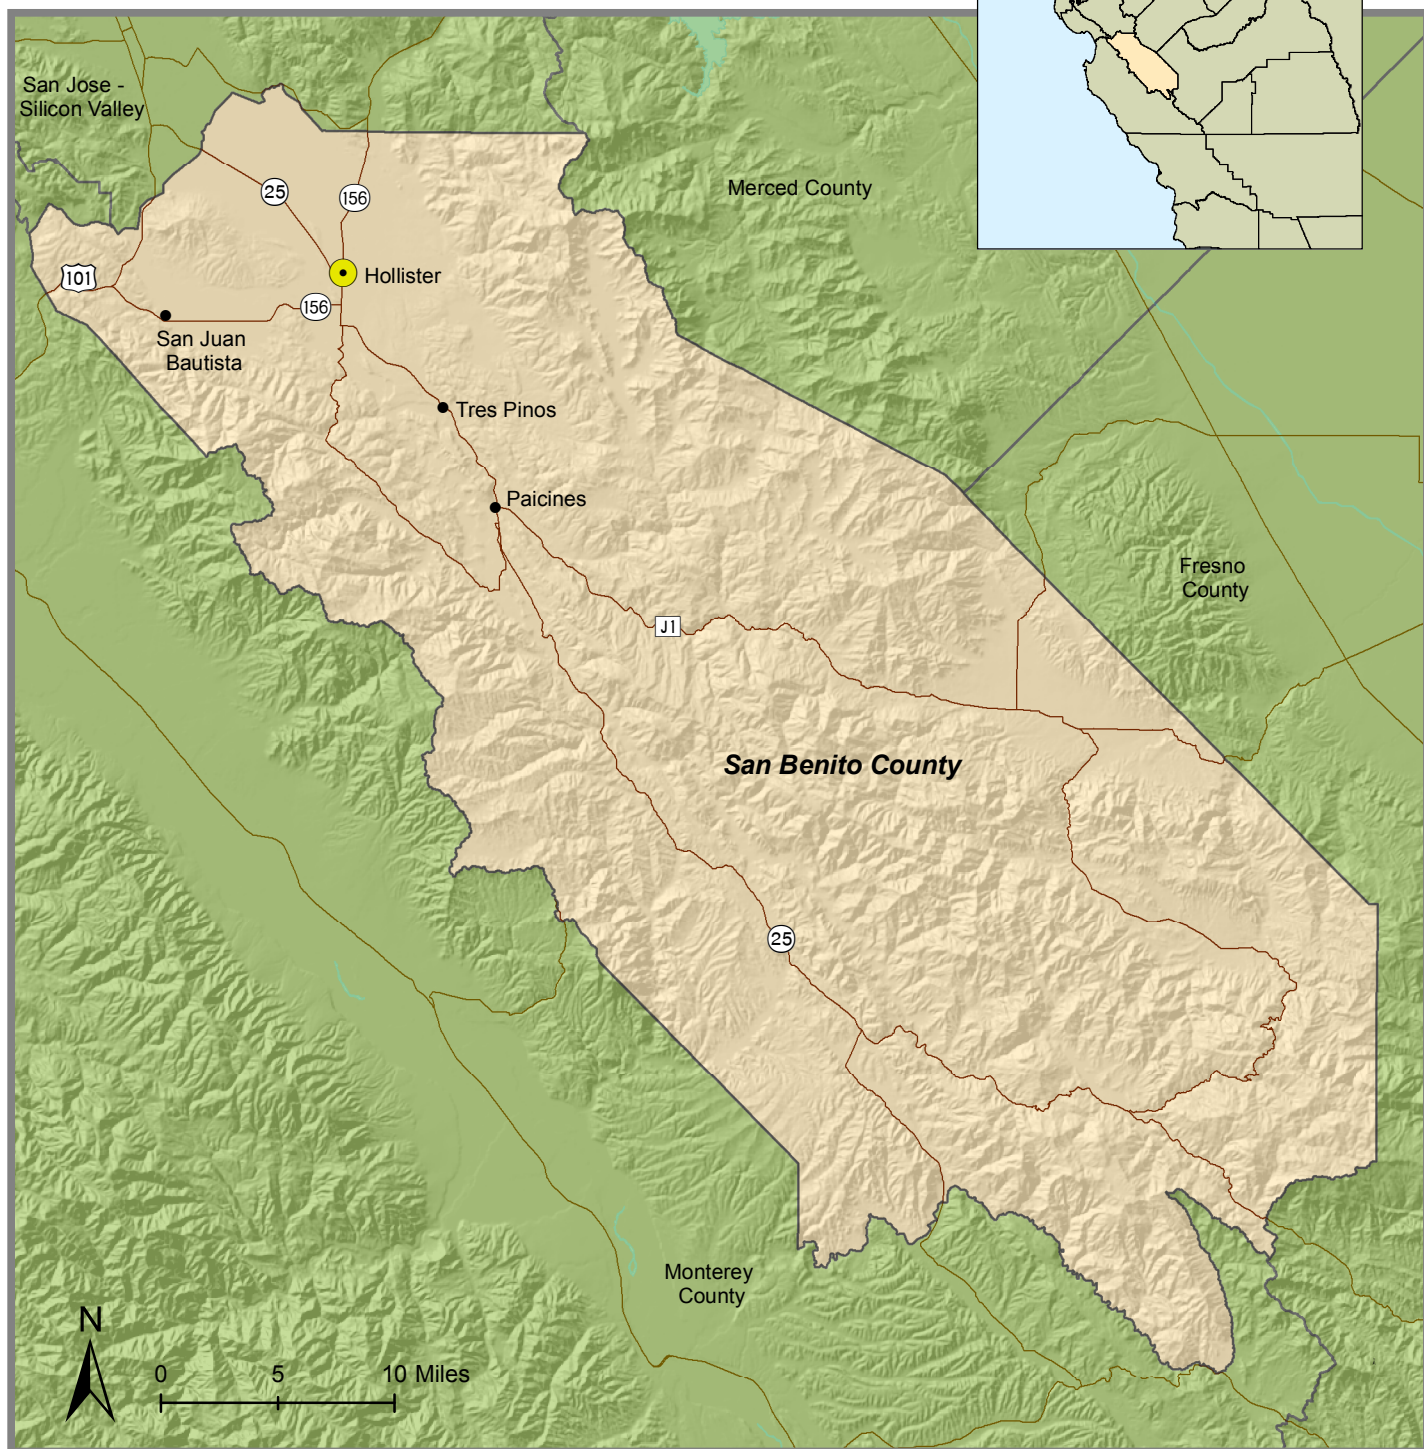 San Jose -
Silicon Valley
25
156
Merced County
101
Hollister
156
San Juan
Bautista
Tres Pinos
Paicines
Fresno
County
J1
San Benito County
25
Monterey
County
N
0 5 10 Miles